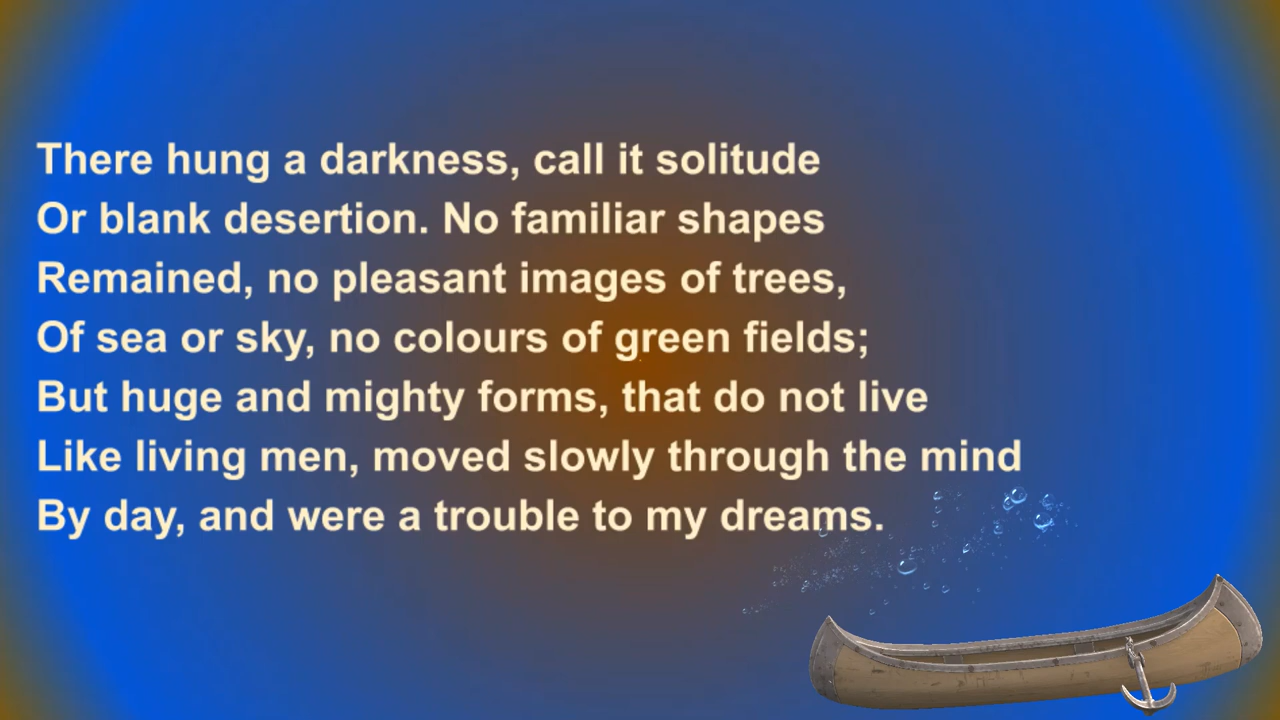 There hung a darkness, call it solitude
Or blank desertion. No familiar shapes
Remained, no pleasant images of trees,
Of sea or sky, no colours of green fields;
But huge and mighty forms, that do not live
Like living men, moved slowly through the mind
By day, and were a trouble to my dreams.